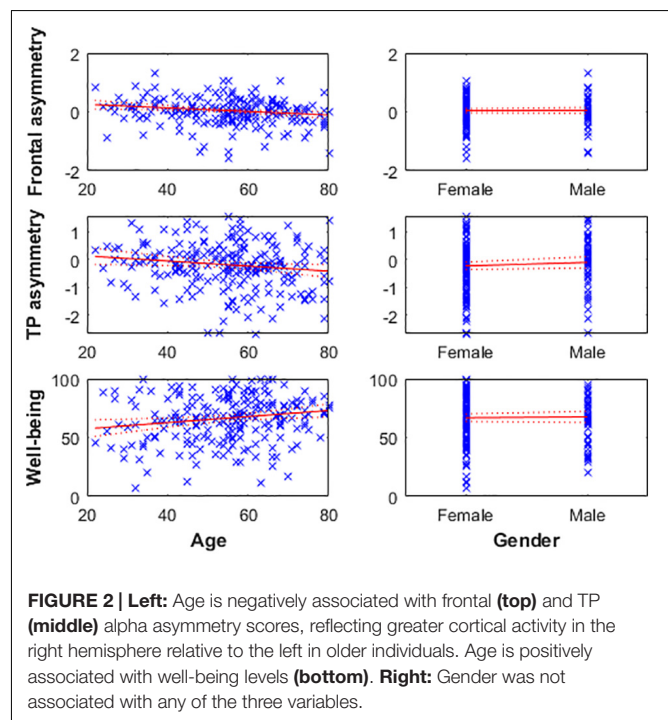 Frontal asymmetry
2
0
-2
20
40
60
80
2
0
-2
Female
Male
TP asymmetry
1
0
-1
-2
20
40
60
80
1
0
-1
-2
Female
Male
Well-being
100
50
0
20
40
60
80
Age
100
50
0
Female
Male
Gender
FIGURE 2 | Left: Age is negatively associated with frontal (top) and TP
(middle) alpha asymmetry scores, reflecting greater cortical activity in the
right hemisphere relative to the left in older individuals. Age is positively
associated with well-being levels (bottom). Right: Gender was not
associated with any of the three variables.